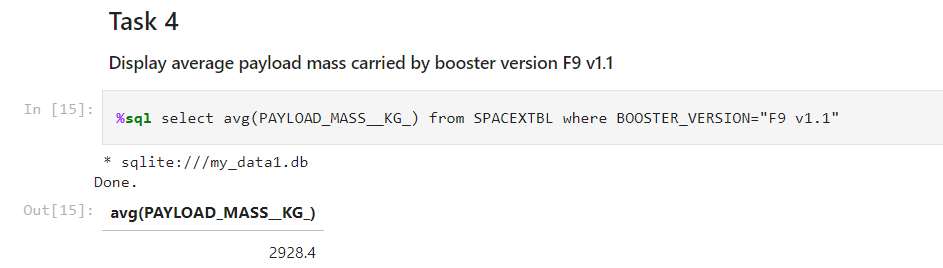 Task 4
Display average payload mass carried by booster version F9 v1.1
In [15]:
%sql select avg(PAYLOAD_MASS__KG_) from SPACEXTBL where BOOSTER_VERSION="F9 v1.1"
* sqlite:///my_data1.db
Done.
Out[15]:
avg(PAYLOAD_MASS__KG_)
2928.4